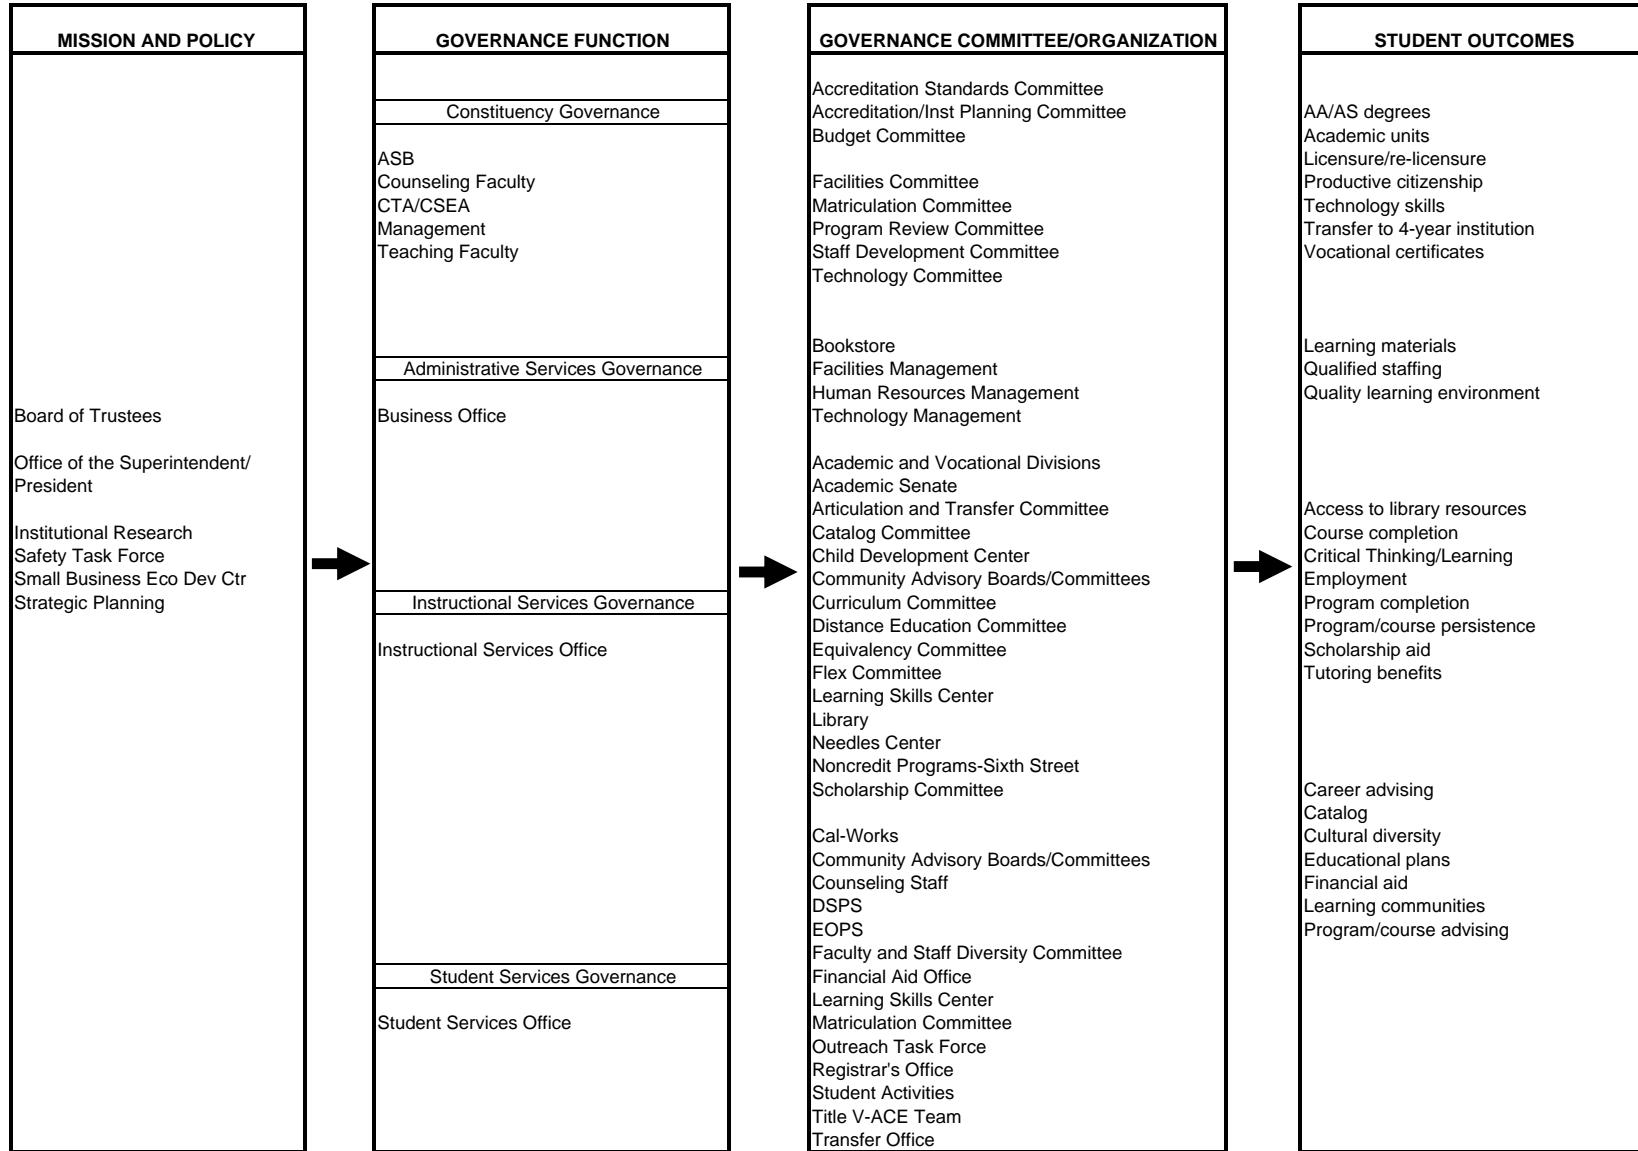 MISSION AND POLICY
Board of Trustees
Office of the Superintendent/
President
Institutional Research
Safety Task Force
Small Business Eco Dev Ctr
Strategic Planning
GOVERNANCE FUNCTION
Constituency Governance
ASB
Counseling Faculty
CTA/CSEA
Management
Teaching Faculty
Administrative Services Governance
Business Office
Instructional Services Governance
Instructional Services Office
Student Services Governance
Student Services Office
GOVERNANCE COMMITTEE/ORGANIZATION
Accreditation Standards Committee
Accreditation/Inst Planning Committee
Budget Committee
Facilities Committee
Matriculation Committee
Program Review Committee
Staff Development Committee
Technology Committee
Bookstore
Facilities Management
Human Resources Management
Technology Management
Academic and Vocational Divisions
Academic Senate
Articulation and Transfer Committee
Catalog Committee
Child Development Center
Community Advisory Boards/Committees
Curriculum Committee
Distance Education Committee
Equivalency Committee
Flex Committee
Learning Skills Center
Library
Needles Center
Noncredit Programs-Sixth Street
Scholarship Committee
Cal-Works
Community Advisory Boards/Committees
Counseling Staff
DSPS
EOPS
Faculty and Staff Diversity Committee
Financial Aid Office
Learning Skills Center
Matriculation Committee
Outreach Task Force
Registrar's Office
Student Activities
Title V-ACE Team
Transfer Office
STUDENT OUTCOMES
AA/AS degrees
Academic units
Licensure/re-licensure
Productive citizenship
Technology skills
Transfer to 4-year institution
Vocational certificates
Learning materials
Qualified staffing
Quality learning environment
Access to library resources
Course completion
Critical Thinking/Learning
Employment
Program completion
Program/course persistence
Scholarship aid
Tutoring benefits
Career advising
Catalog
Cultural diversity
Educational plans
Financial aid
Learning communities
Program/course advising